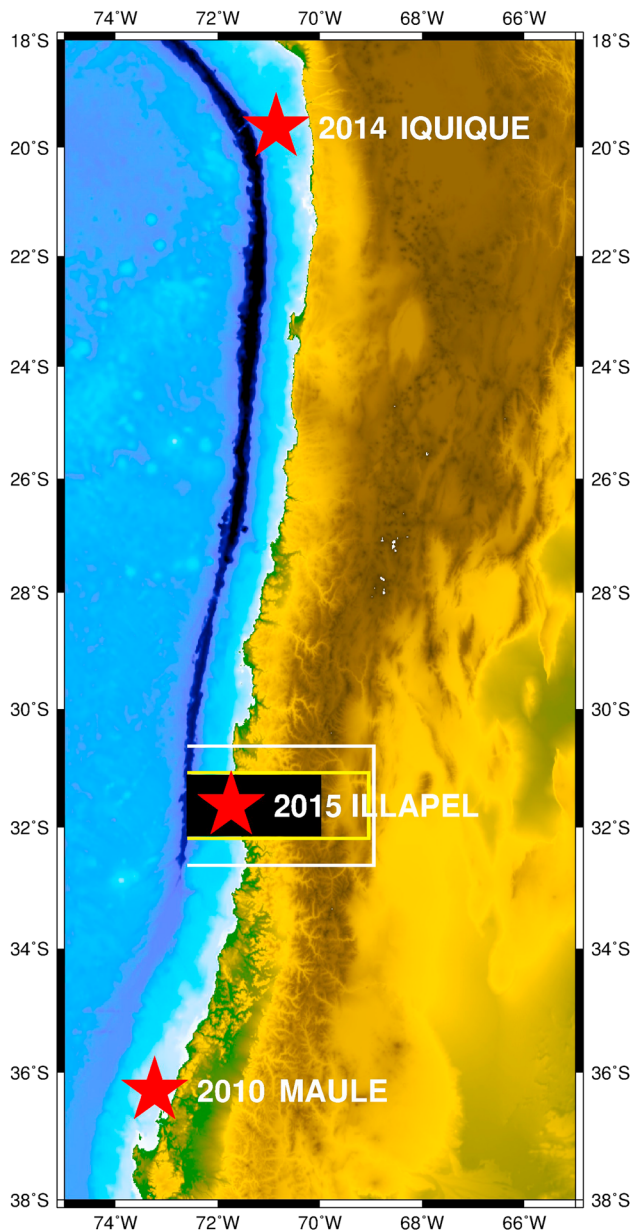 74˚W 72˚W 70˚W 68˚W 66˚W
18˚S 18˚S
2014 IQUIQUE
20˚S 20˚S
22˚S 22˚S
24˚S 24˚S
26˚S 26˚S
28˚S 28˚S
30˚S 30˚S
2015 ILLAPEL
32˚S 32˚S
34˚S 34˚S
36˚S 36˚S
2010 MAULE
38˚S 38˚S
74˚W 72˚W 70˚W 68˚W 66˚W